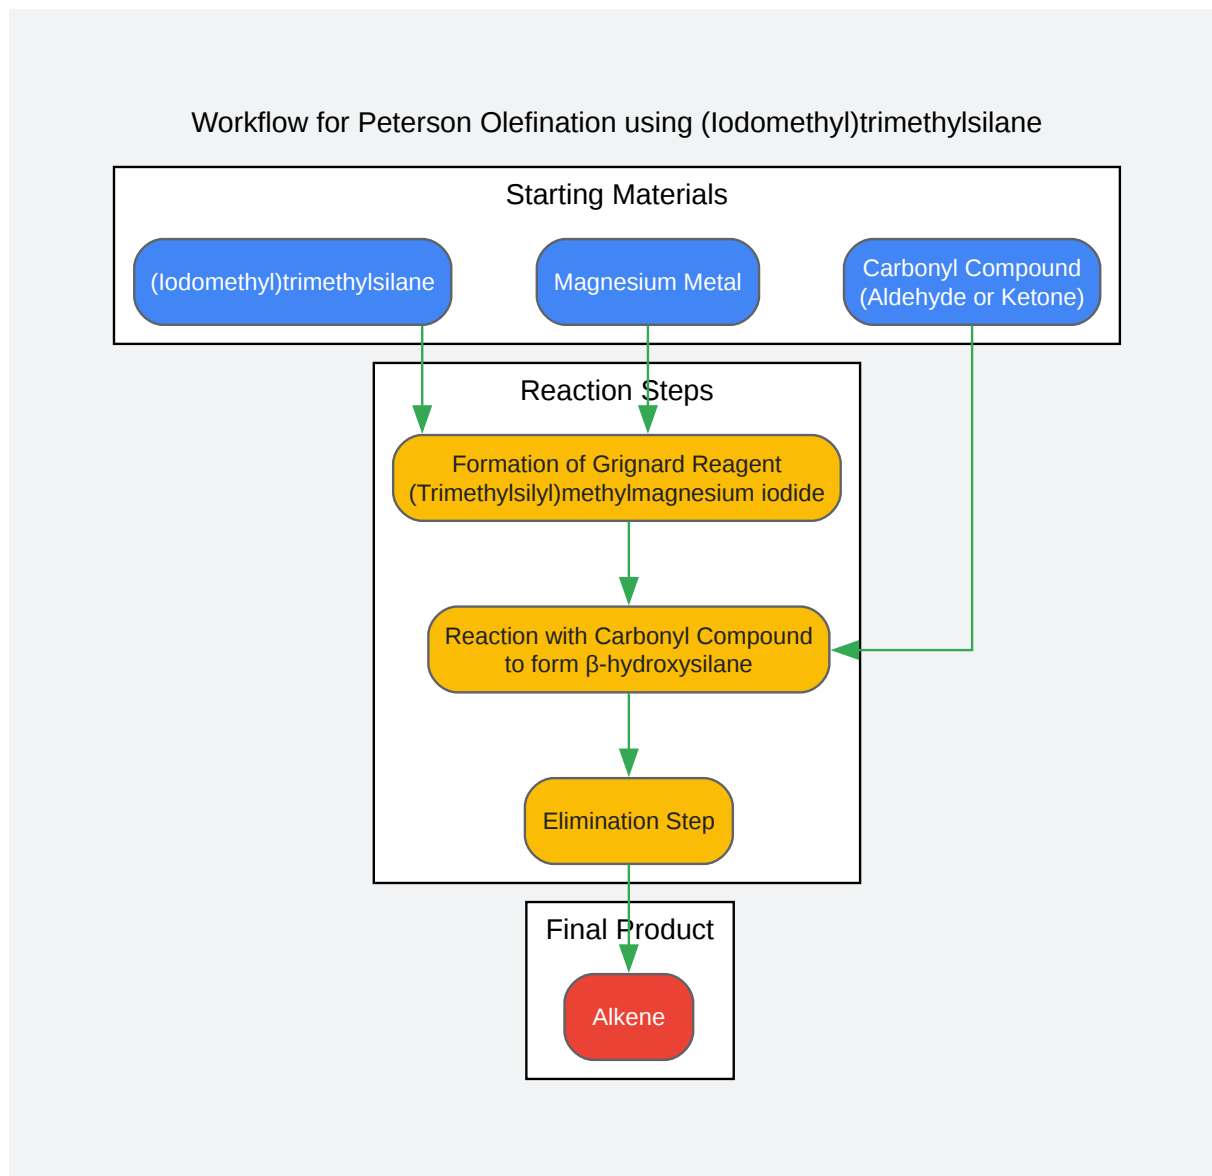 Workflow for Peterson Olefination using (Iodomethyl)trimethylsilane
Starting Materials
(Iodomethyl)trimethylsilane
Magnesium Metal
Carbonyl Compound
(Aldehyde or Ketone)
Reaction Steps
Formation of Grignard Reagent
(Trimethylsilyl)methylmagnesium iodide
Reaction with Carbonyl Compound
to form β-hydroxysilane
Elimination Step
Final Product
Alkene